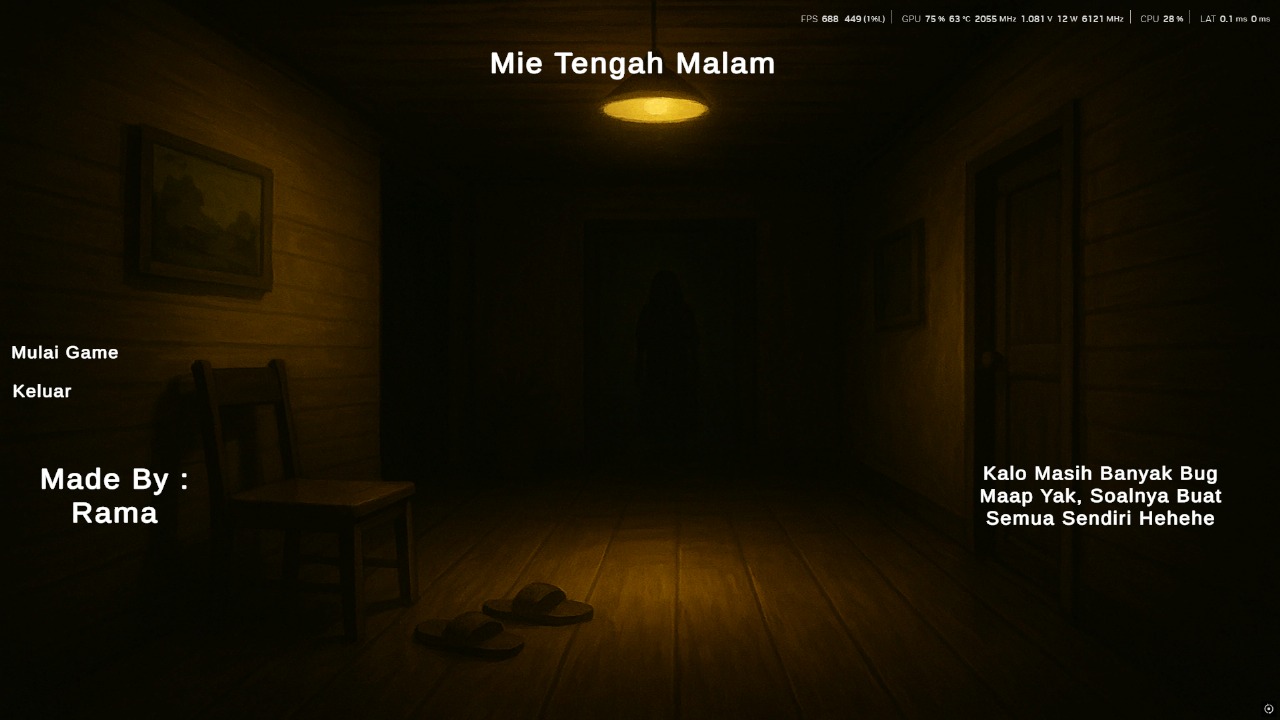 FPS 688 449 (1%L) GPU 75 % 63 °C 2055 MHz 1.081 V 12 W 6121 MHz CPU 28 % LAT 0.1 ms 0 ms
Mie Tengah Malam
Mulai Game
Keluar
Made By :
Rama
Kalo Masih Banyak Bug
Maap Yak, Soalnya Buat
Semua Sendiri Hehehe